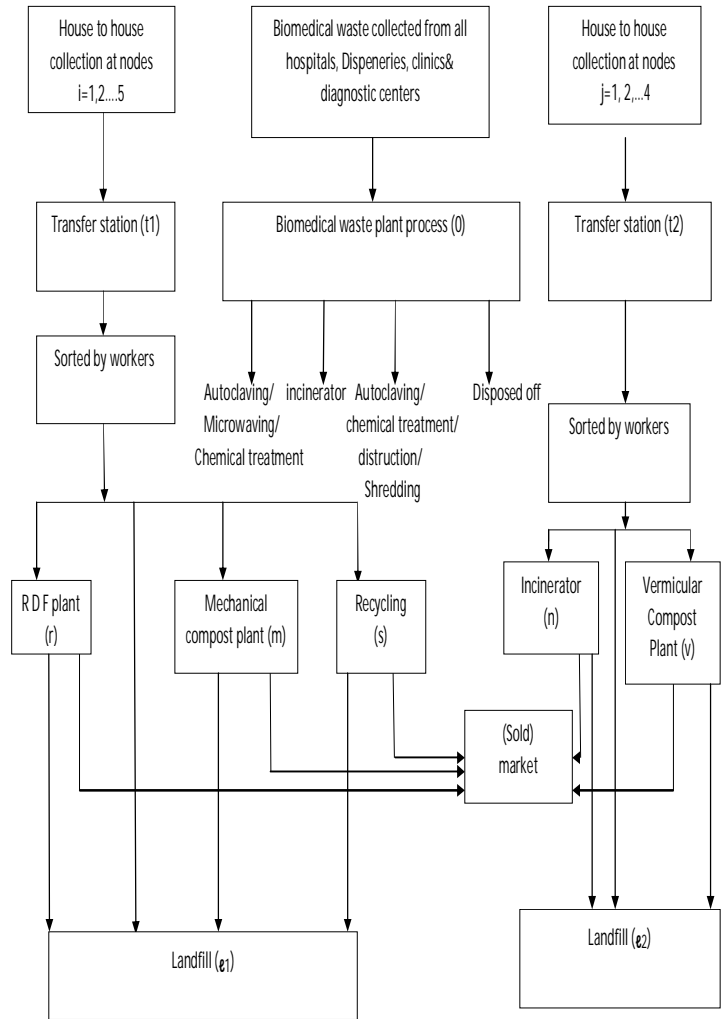 House to house
collection at nodes
i=1,2....5
Biomedical waste collected from all
hospitals, Dispeneries, clinics&
diagnostic centers
House to house
collection at nodes
j=1, 2,...4
Transfer station (t1)
Biomedical waste plant process (0)
Transfer station (t2)
Sorted by workers
Autoclaving/
Microwaving/
Chemical treatment
incinerator
Autoclaving/
chemical treatment/
distruction/
Shredding
Disposed off
Sorted by workers
R D F plant
(r)
Mechanical
compost plant (m)
Recycling
(s)
Incinerator
(n)
Vermicular
Compost
Plant (v)
(Sold)
market
Landfill (ℓ1)
Landfill (ℓ2)